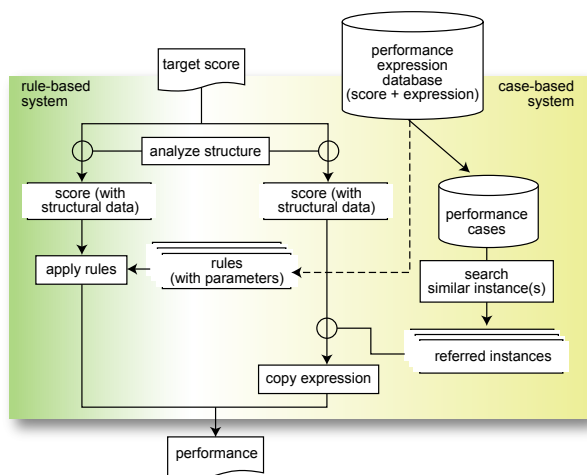 target score
performance
expression
database
(score + expression)
rule-based
system
case-based
system
analyze structure
score (with
structural data)
score (with
structural data)
performance
cases
apply rules
rules
(with parameters)
search
similar instance(s)
referred instances
copy expression
performance